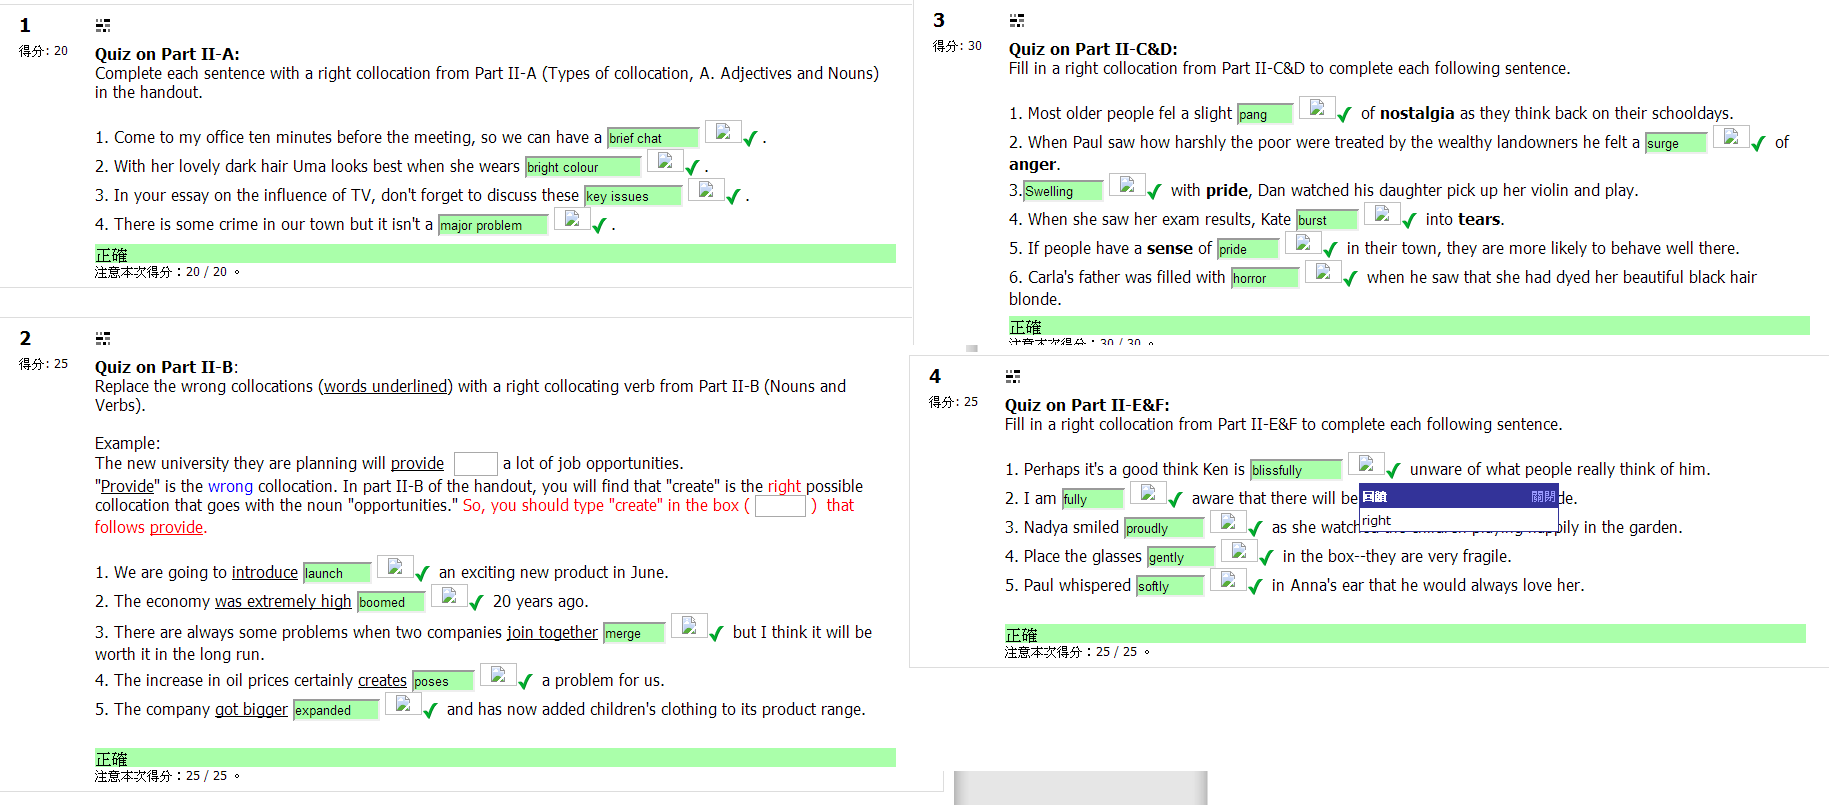 1
得分: 20
Quiz on Part II-A:
Complete each sentence with a right collocation from Part II-A (Types of collocation, A. Adjectives and Nouns)
in the handout.
1. Come to my office ten minutes before the meeting, so we can have a brief chat .
2. With her lovely dark hair Uma looks best when she wears bright colour .
3. In your essay on the influence of TV, don't forget to discuss these key issues .
4. There is some crime in our town but it isn't a major problem .
正確
注意本次得分：20 / 20 。
2
得分: 25
Quiz on Part II-B:
Replace the wrong collocations (words underlined) with a right collocating verb from Part II-B (Nouns and
Verbs).
Example:
The new university they are planning will provide a lot of job opportunities.
"Provide" is the wrong collocation. In part II-B of the handout, you will find that "create" is the right possible
collocation that goes with the noun "opportunities." So, you should type "create" in the box ( ) that
follows provide.
1. We are going to introduce launch an exciting new product in June.
2. The economy was extremely high boomed 20 years ago.
3. There are always some problems when two companies join together merge but I think it will be
worth it in the long run.
4. The increase in oil prices certainly creates poses a problem for us.
5. The company got bigger expanded and has now added children's clothing to its product range.
正確
注意本次得分：25 / 25 。
3
得分: 30
Quiz on Part II-C&D:
Fill in a right collocation from Part II-C&D to complete each following sentence.
1. Most older people fel a slight pang of nostalgia as they think back on their schooldays.
2. When Paul saw how harshly the poor were treated by the wealthy landowners he felt a surge of
anger.
3. Swelling with pride, Dan watched his daughter pick up her violin and play.
4. When she saw her exam results, Kate burst into tears.
5. If people have a sense of pride in their town, they are more likely to behave well there.
6. Carla's father was filled with horror when he saw that she had dyed her beautiful black hair
blonde.
正確
注意本次得分：30 / 30 。
4
得分: 25
Quiz on Part II-E&F:
Fill in a right collocation from Part II-E&F to complete each following sentence.
1. Perhaps it's a good think Ken is blissfully unware of what people really think of him.
2. I am fully aware that there will be de.
回饋 關閉
right
3. Nadya smiled proudly as she watch pily in the garden.
4. Place the glasses gently in the box--they are very fragile.
5. Paul whispered softly in Anna's ear that he would always love her.
正確
注意本次得分：25 / 25 。